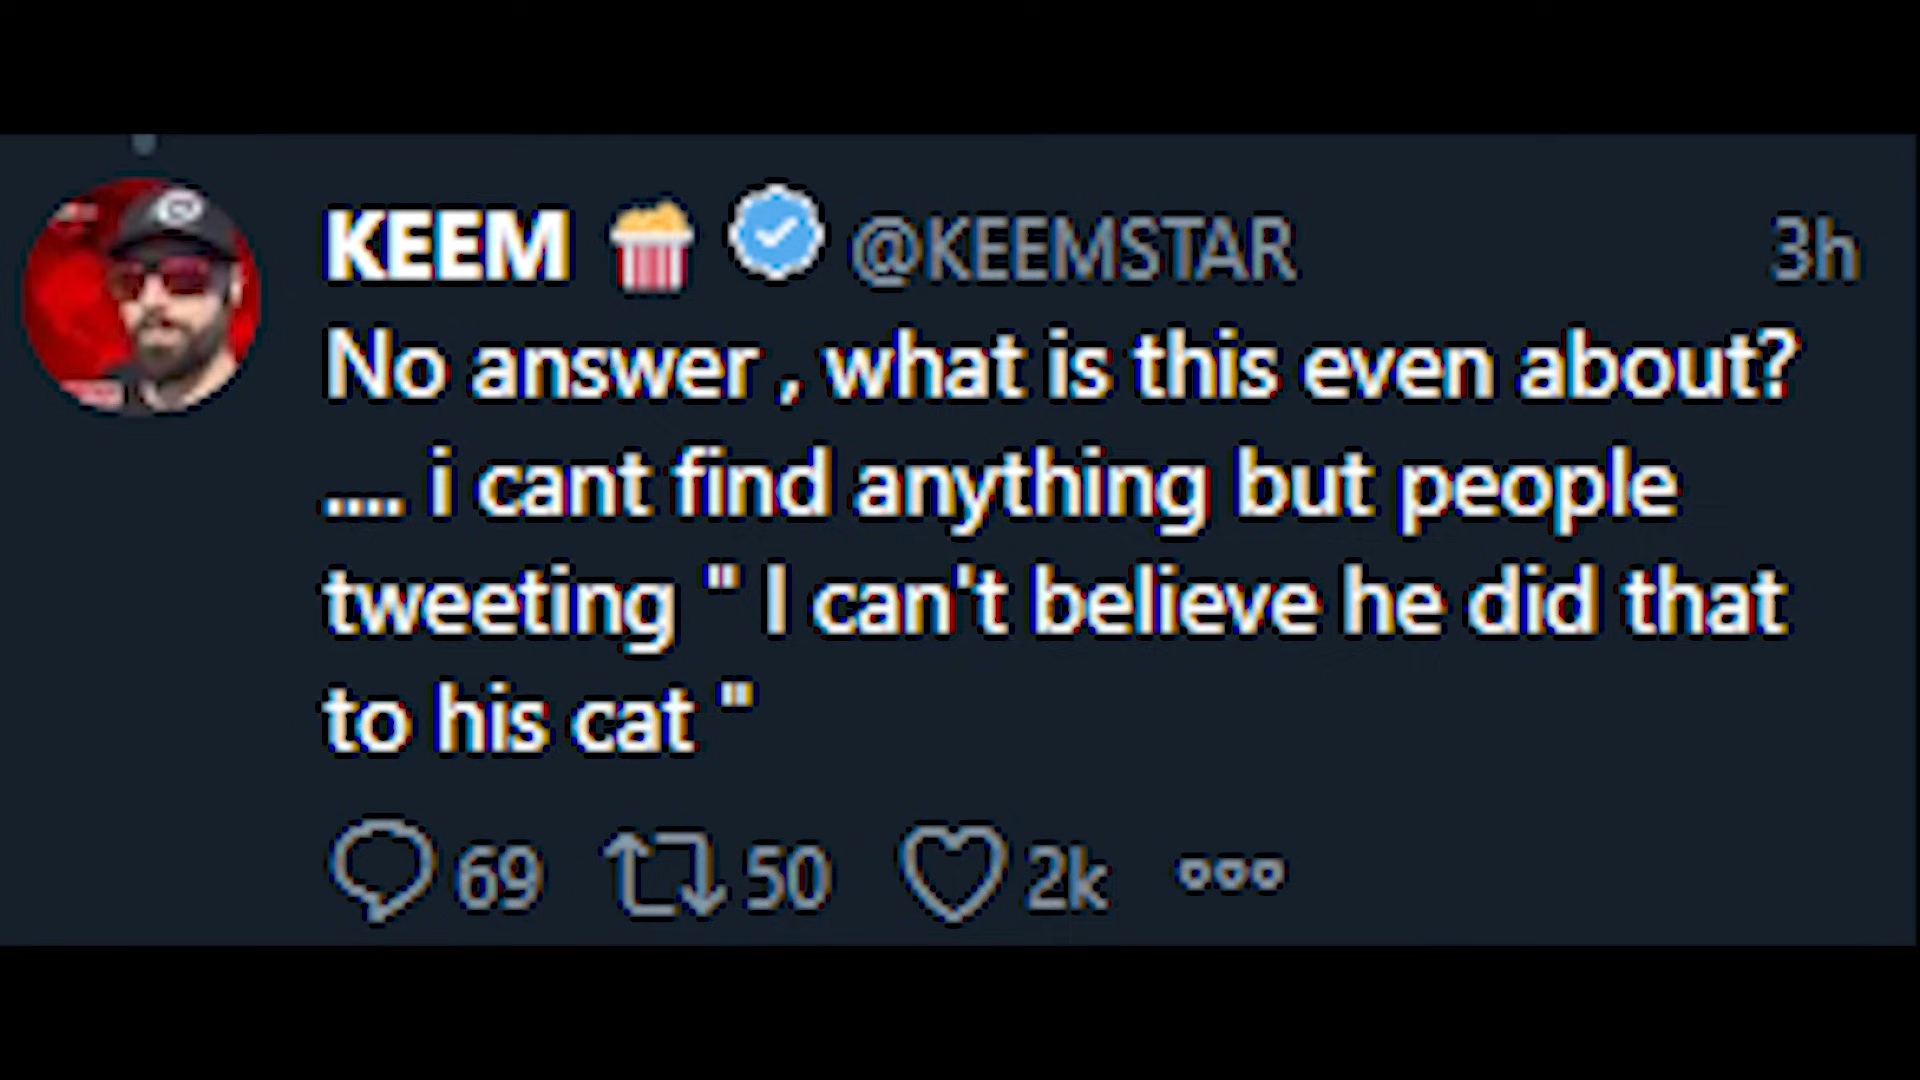 KEEM 🍿 @KEEMSTAR 3h
No answer , what is this even about?
.... i cant find anything but people
tweeting " I can't believe he did that
to his cat "
69 50 2k